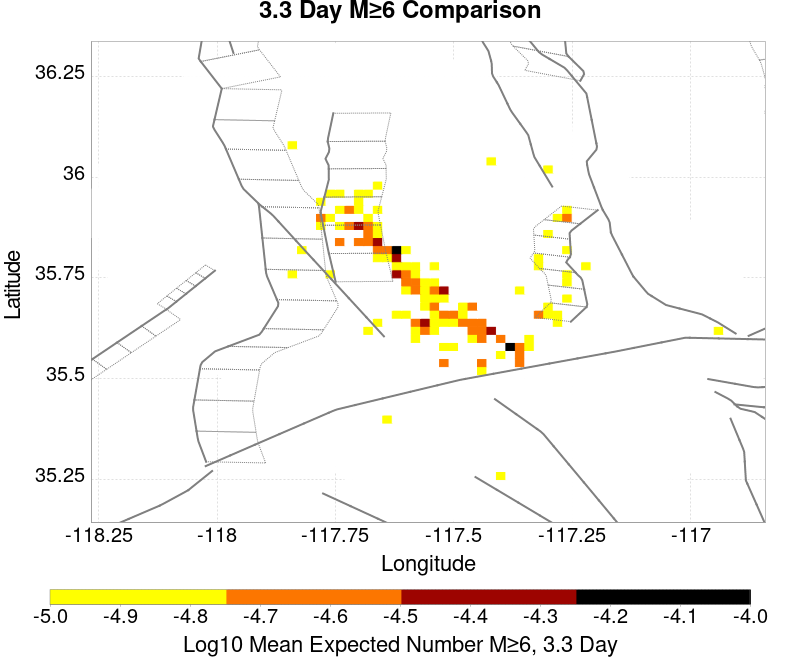 3.3 Day M≥6 Comparison
36.25
36
35.75
35.5
35.25
Latitude
-118.25 -118 -117.75 -117.5 -117.25 -117
Longitude
-5.0 -4.9 -4.8 -4.7 -4.6 -4.5 -4.4 -4.3 -4.2 -4.1 -4.0
Log10 Mean Expected Number M≥6, 3.3 Day